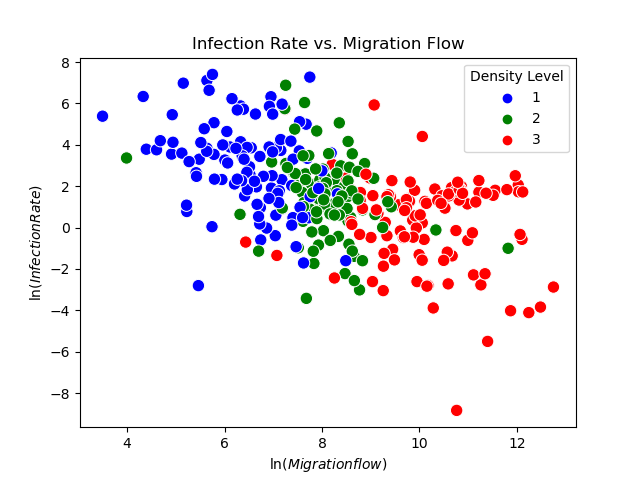 Infection Rate vs. Migration Flow
Density Level
1
2
3
8
6
4
2
0
−2
−4
−6
−8
ln(InfectionRate)
4 6 8 10 12
ln(Migrationflow)